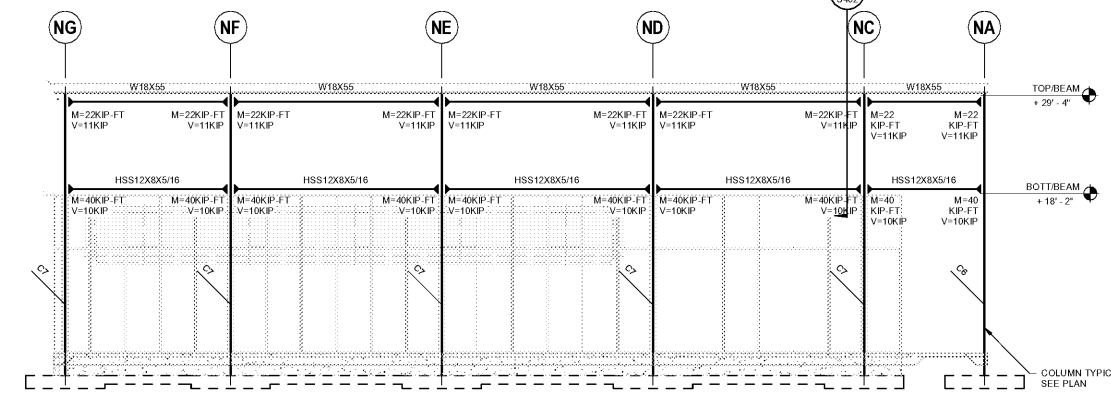 S402
NG NF NE ND NC NA
W18X55 W18X55 W18X55 W18X55 W18X55
TOP/BEAM
+ 29' - 4"
M=22KIP-FT
V=11KIP
M=22KIP-FT
V=11KIP
M=22KIP-FT
V=11KIP
M=22KIP-FT
V=11KIP
M=22KIP-FT
V=11KIP
M=22KIP-FT
V=11KIP
M=22KIP-FT
V=11KIP
M=22KIP-FT
V=11KIP
M=22
KIP-FT
V=11KIP
M=22
KIP-FT
V=11KIP
HSS12X8X5/16 HSS12X8X5/16 HSS12X8X5/16 HSS12X8X5/16 HSS12X8X5/16
BOTT/BEAM
+ 18' - 2"
M=40KIP-FT
V=10KIP
M=40KIP-FT
V=10KIP
M=40KIP-FT
V=10KIP
M=40KIP-FT
V=10KIP
M=40KIP-FT
V=10KIP
M=40KIP-FT
V=10KIP
M=40KIP-FT
V=10KIP
M=40KIP-FT
V=10KIP
M=40
KIP-FT
V=10KIP
M=40
KIP-FT
V=10KIP
C7 C7 C7 C7 C7 C6
COLUMN TYPIC
SEE PLAN